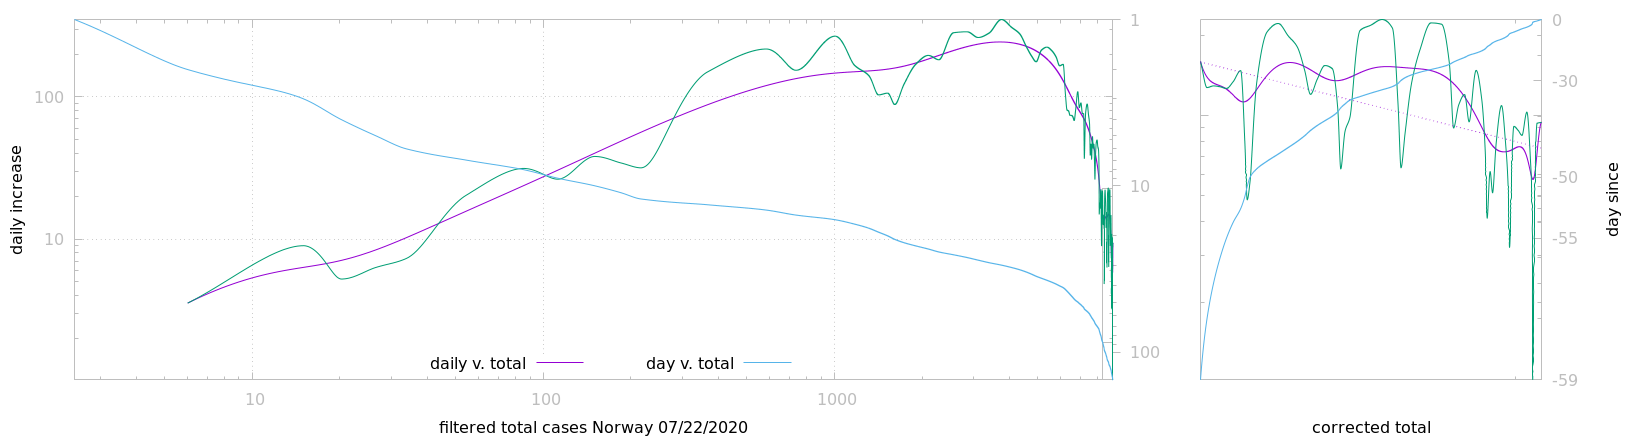 1
0
100
-30
daily increase
10
-50
day since
10
-55
daily v. total
day v. total
100
-59
10
100
1000
filtered total cases Norway 07/22/2020
corrected total